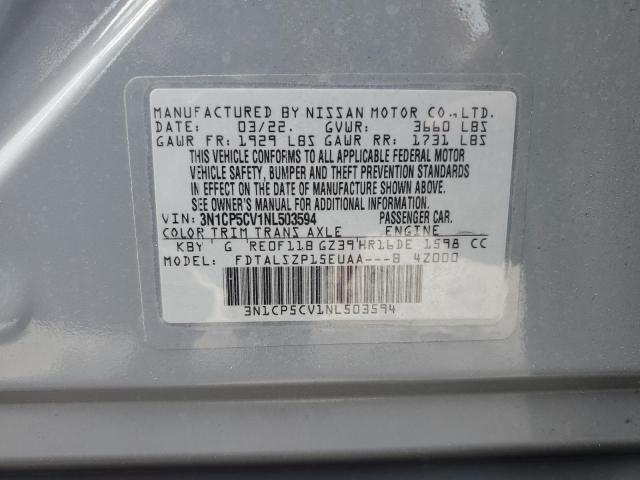 MANUFACTURED BY NISSAN MOTOR CO.,LTD.
DATE: 03/22. GVWR: 3660 LBS
GAWR FR: 1929 LBS GAWR RR: 1731 LBS
THIS VEHICLE CONFORMS TO ALL APPLICABLE FEDERAL MOTOR
VEHICLE SAFETY, BUMPER AND THEFT PREVENTION STANDARDS
IN EFFECT ON THE DATE OF MANUFACTURE SHOWN ABOVE.
SEE OWNER'S MANUAL FOR ADDITIONAL INFORMATION.
VIN: 3N1CP5CV1NL503594 PASSENGER CAR.
COLOR TRIM TRANS AXLE ENGINE
KBY G RE0F11B GZ39 HR16DE 1598 CC
MODEL: FDTALSZP15EUAA---B 4Z000
3N1CP5CV1NL503594